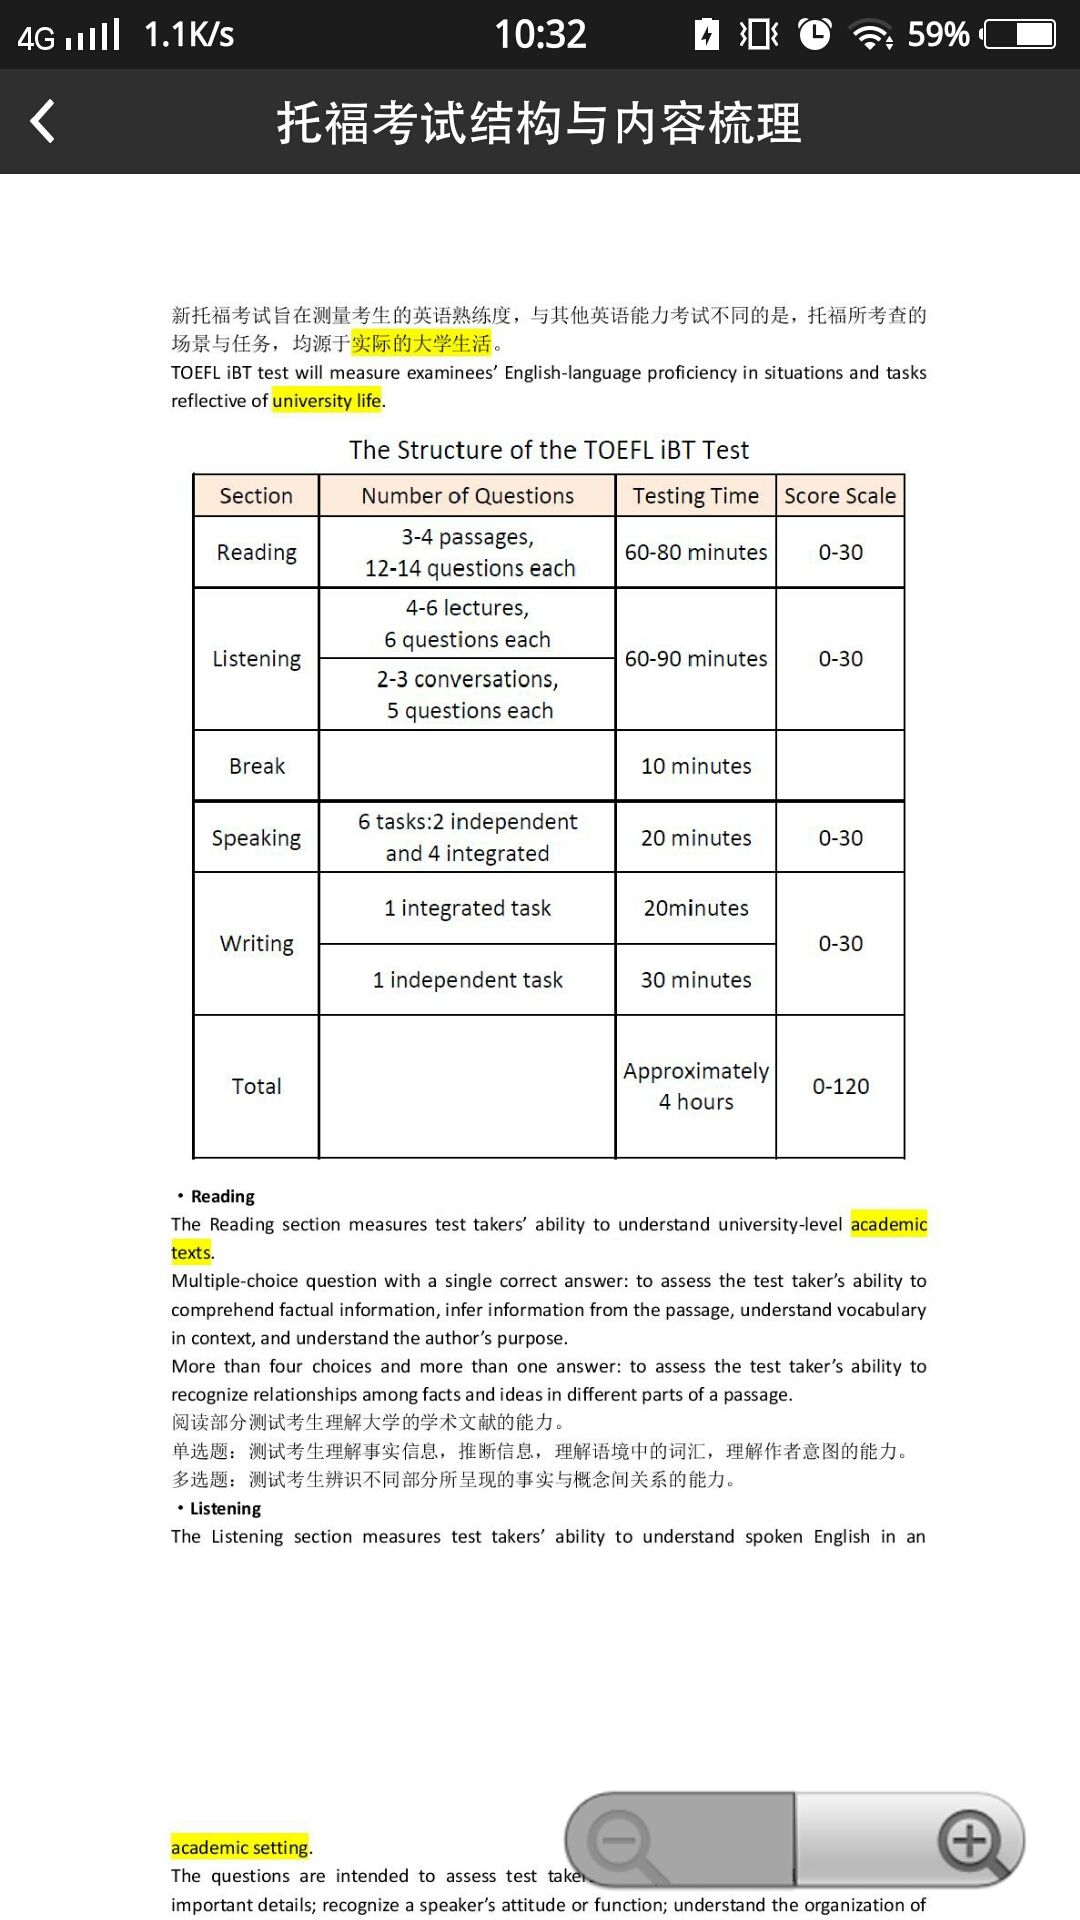 4G 1.1K/s 10:32 59%
托福考试结构与内容梳理
新托福考试旨在测量考生的英语熟练度，与其他英语能力考试不同的是，托福所考查的
场景与任务，均源于实际的大学生活。
TOEFL iBT test will measure examinees’ English-language proficiency in situations and tasks
reflective of university life.
The Structure of the TOEFL iBT Test
Section Number of Questions Testing Time Score Scale
Reading 3-4 passages,
12-14 questions each 60-80 minutes 0-30
Listening 4-6 lectures,
6 questions each
2-3 conversations,
5 questions each 60-90 minutes 0-30
Break 10 minutes
Speaking 6 tasks:2 independent
and 4 integrated 20 minutes 0-30
Writing 1 integrated task 20minutes 0-30
1 independent task 30 minutes
Total Approximately
4 hours 0-120
• Reading
The Reading section measures test takers’ ability to understand university-level academic
texts.
Multiple-choice question with a single correct answer: to assess the test taker’s ability to
comprehend factual information, infer information from the passage, understand vocabulary
in context, and understand the author’s purpose.
More than four choices and more than one answer: to assess the test taker’s ability to
recognize relationships among facts and ideas in different parts of a passage.
阅读部分测试考生理解大学的学术文献的能力。
单选题：测试考生理解事实信息，推断信息，理解语境中的词汇，理解作者意图的能力。
多选题：测试考生辨识不同部分所呈现的事实与概念间关系的能力。
• Listening
The Listening section measures test takers’ ability to understand spoken English in an
academic setting.
The questions are intended to assess test
important details; recognize a speaker’s attitude or function; understand the organization of